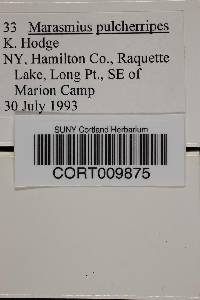 33 Marasmius pulcherripes
K. Hodge
NY, Hamilton Co., Raquette
Lake, Long Pt., SE of
Marion Camp
30 July 1993
SUNY Cortland Herbarium
CORT009875